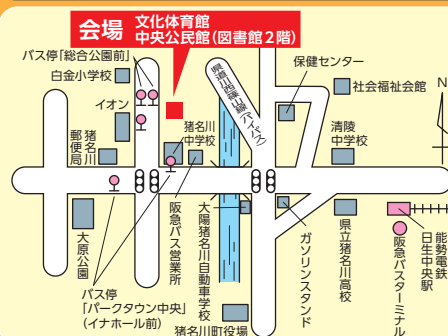 会場 文化体育館
中央公民館(図書館2階)
バス停「総合公園前」
白金小学校
イオン
猪名川
郵便局
猪名川
中学校
県道川西篠山線(バイパス)
保健センター
社会福祉会館
N
清陵
中学校
大原公園
バス停
「パークタウン中央」
(イナホール前)
阪急バス営業所
大陽猪名川自動車学校
猪名川町役場
ガソリンスタンド
県立猪名川高校
阪急バスターミナル
日生中央駅
能勢電鉄